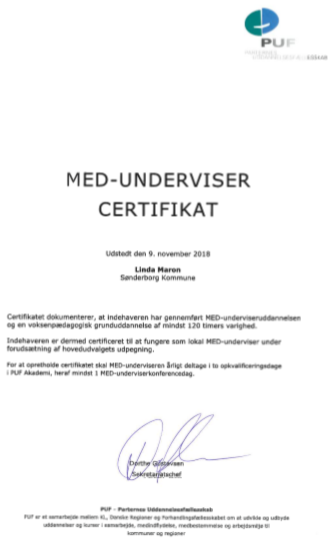 PUF
MED-UNDERVISER
CERTIFIKAT
Udstedt den 9. november 2018
Linda Maron
Sønderborg Kommune
Certifikatet dokumenterer, at indehaveren har gennemført MED-underviseruddannelsen
og en voksenpædagogisk grunduddannelse af mindst 120 timers varighed.
Indehaveren er dermed certificeret til at fungere som lokal MED-underviser under
forudsætning af hovedudvalgets udpegning.
For at opretholde certifikatet skal MED-underviseren årligt deltage i to opkvalificeringsdage
i PUF Akademi, heraf mindst 1 MED-underviserkonferencedag.
Dorthe Gustavsen
Sekretariatschef
PUF - Parternes Uddannelsesfællesskab
PUF er et samarbejde mellem KL, Danske Regioner og Forhandlingsfællesskabet om at udvikle og udbyde
uddannelser og kurser i samarbejde, medindflydelse, medbestemmelse og arbejdsmiljø til
kommuner og regioner